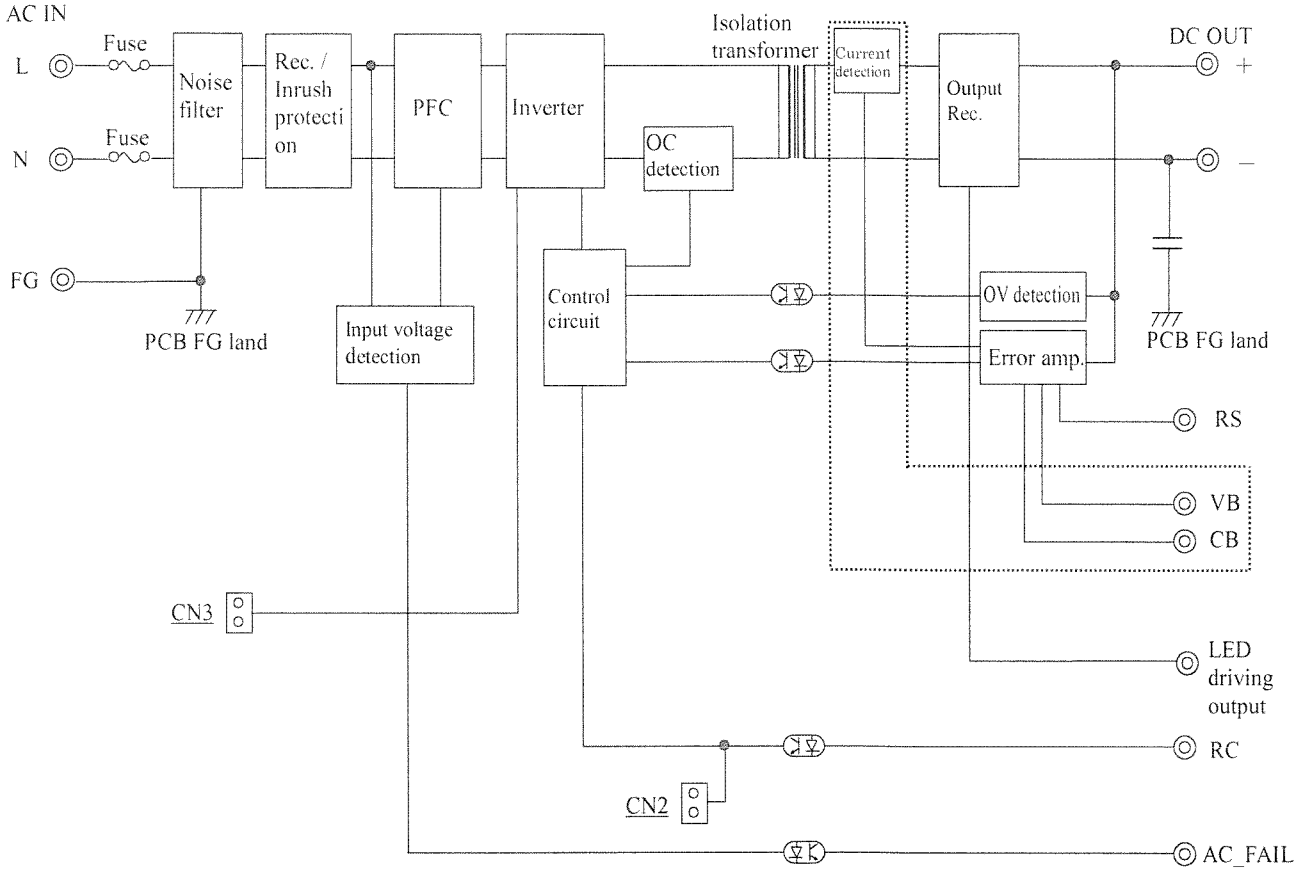 AC IN
Fuse
L
Noise
filter
Rec. /
Inrush
protecti
on
PFC
Inverter
Isolation
transformer
Current
detection
Output
Rec.
DC OUT
+
Fuse
N
OC
detection
–
FG
PCB FG land
Input voltage
detection
Control
circuit
OV detection
Error amp.
PCB FG land
RS
VB
CB
CN3
LED
driving
output
RC
CN2
AC_FAIL